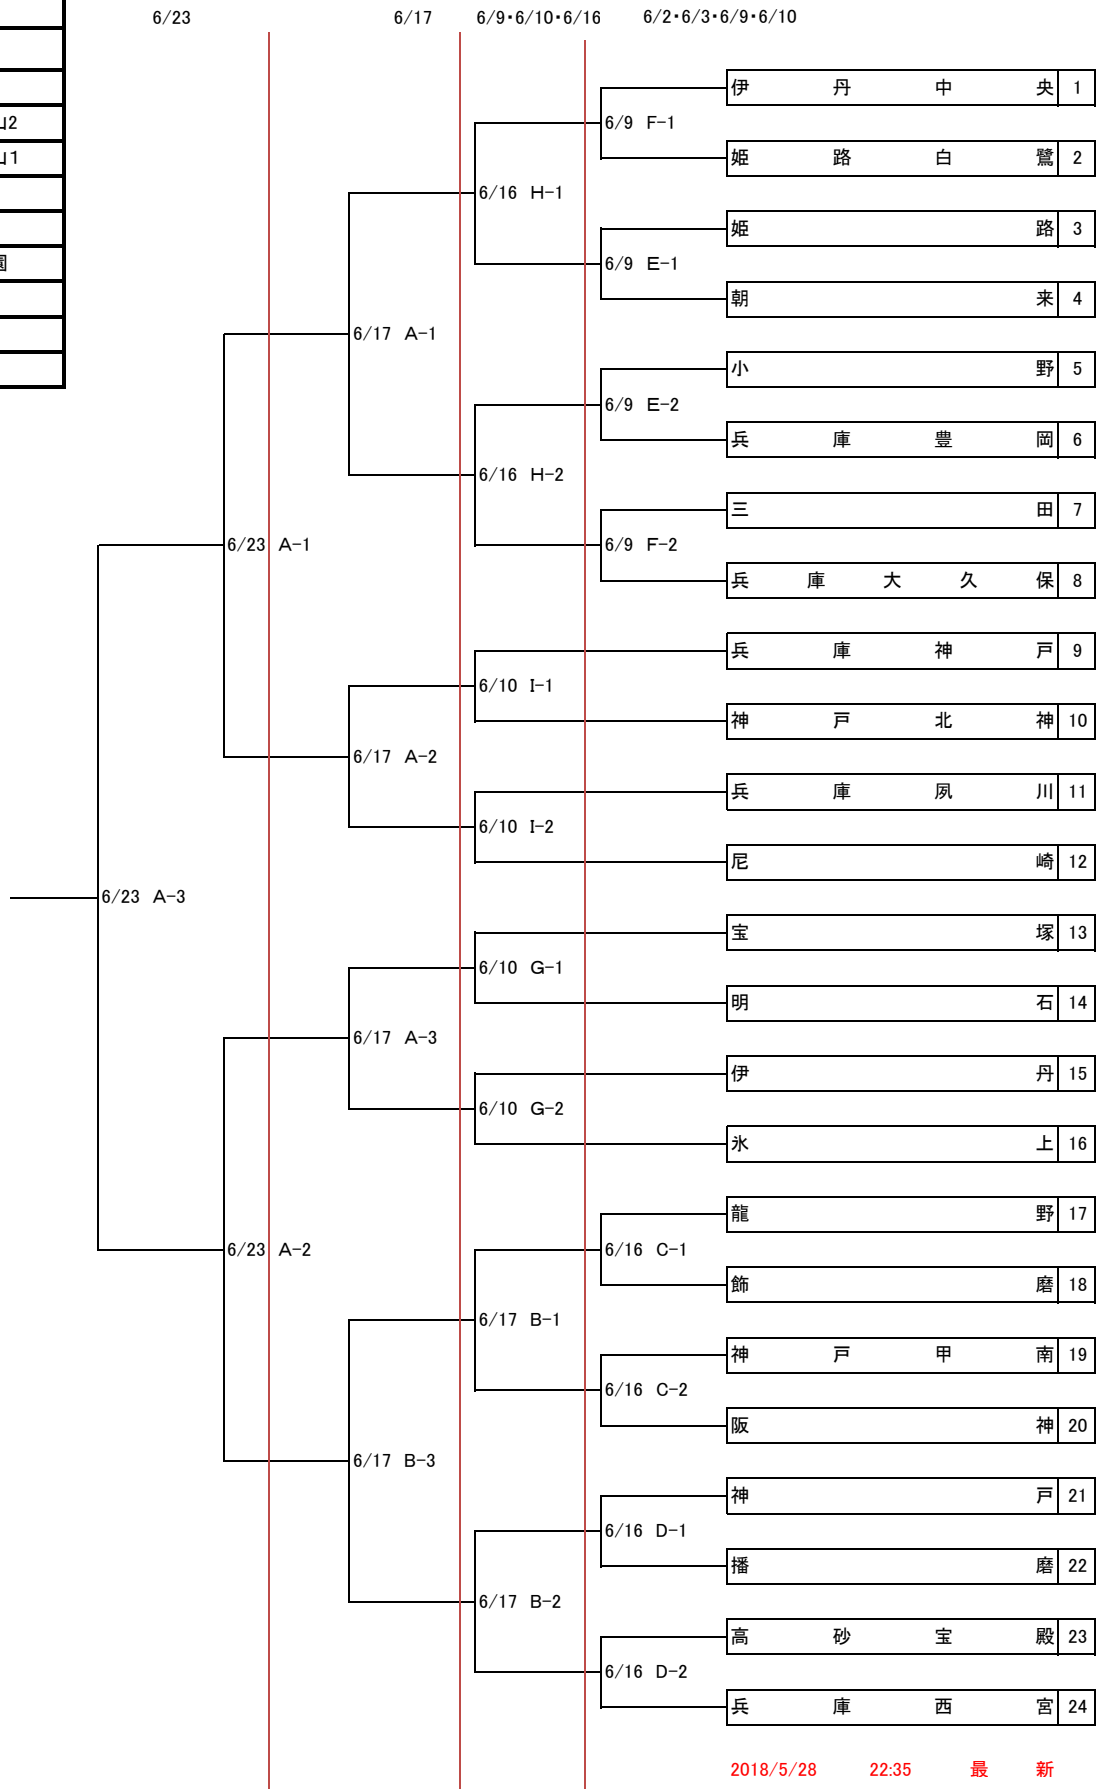 6/23 6/17 6/9・6/10・6/16 6/2・6/3・6/9・6/10
伊丹中央 1
山2
6/9 F-1
山1
姫路白鷺 2
6/16 H-1
姫路 3
6/9 E-1
朝来 4
6/17 A-1
小野 5
6/9 E-2
兵庫豊岡 6
6/16 H-2
三田 7
6/23 A-1
6/9 F-2
兵庫大久保 8
兵庫神戸 9
6/10 I-1
神戸北神 10
6/17 A-2
兵庫夙川 11
6/10 I-2
尼崎 12
6/23 A-3
宝塚 13
6/10 G-1
明石 14
6/17 A-3
伊丹 15
6/10 G-2
氷上 16
龍野 17
6/23 A-2
6/16 C-1
飾磨 18
6/17 B-1
神戸甲南 19
6/16 C-2
阪神 20
6/17 B-3
神戸 21
6/16 D-1
播磨 22
6/17 B-2
高砂宝殿 23
6/16 D-2
兵庫西宮 24
2018/5/28 22:35 最新